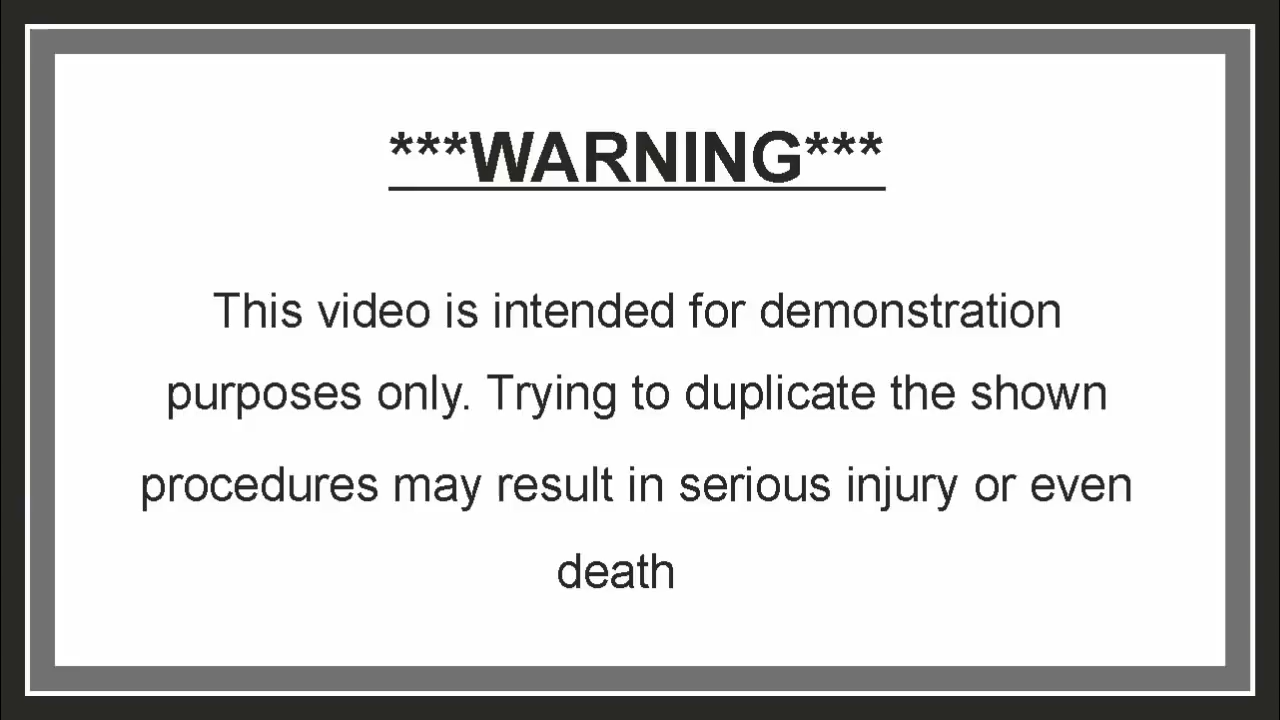 ***WARNING***
This video is intended for demonstration
purposes only. Trying to duplicate the shown
procedures may result in serious injury or even
death